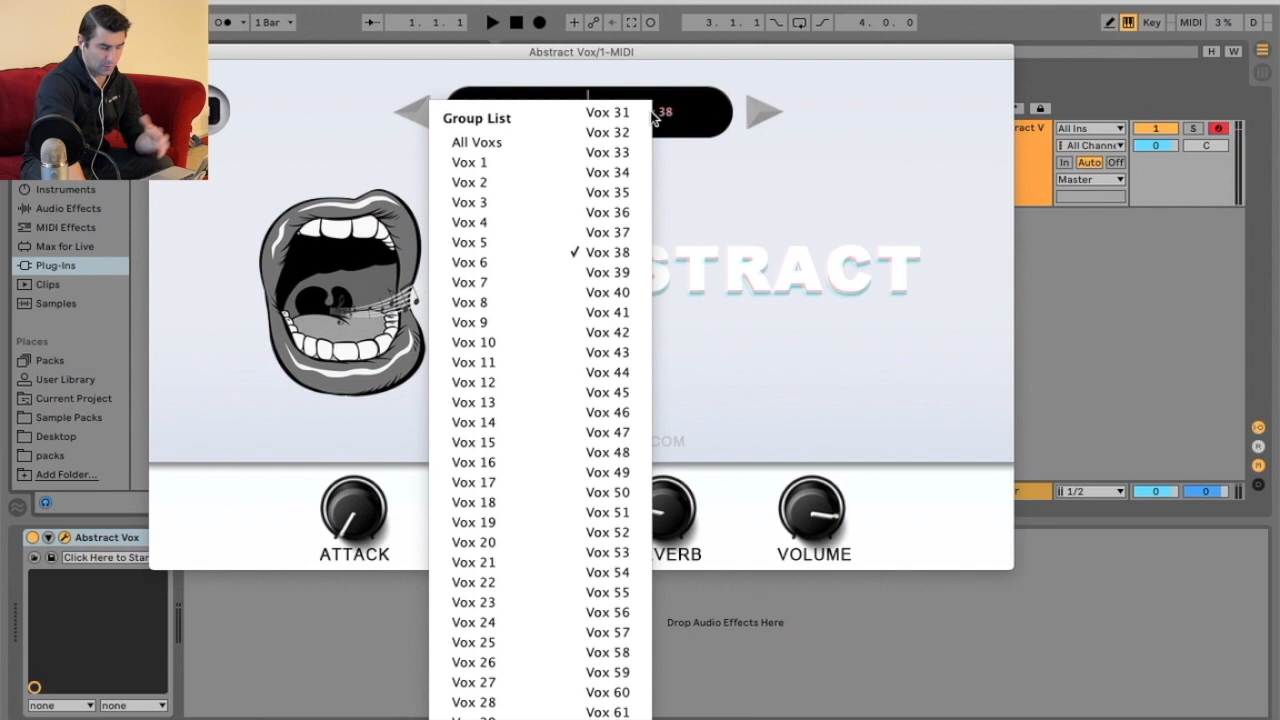 1 Bar
1. 1. 1
3. 1. 1
4. 0. 0
Key
MIDI
3 %
D
Abstract Vox/1-MIDI
H
W
38
STRACT
.COM
ATTACK
VERB
VOLUME
Group List
All Voxs
Vox 1
Vox 2
Vox 3
Vox 4
Vox 5
Vox 6
Vox 7
Vox 8
Vox 9
Vox 10
Vox 11
Vox 12
Vox 13
Vox 14
Vox 15
Vox 16
Vox 17
Vox 18
Vox 19
Vox 20
Vox 21
Vox 22
Vox 23
Vox 24
Vox 25
Vox 26
Vox 27
Vox 28
Vox 31
Vox 32
Vox 33
Vox 34
Vox 35
Vox 36
Vox 37
✓ Vox 38
Vox 39
Vox 40
Vox 41
Vox 42
Vox 43
Vox 44
Vox 45
Vox 46
Vox 47
Vox 48
Vox 49
Vox 50
Vox 51
Vox 52
Vox 53
Vox 54
Vox 55
Vox 56
Vox 57
Vox 58
Vox 59
Vox 60
Vox 61
Instruments
Audio Effects
MIDI Effects
Max for Live
Plug-Ins
Clips
Samples
Places
Packs
User Library
Current Project
Sample Packs
Desktop
packs
Add Folder...
ract V
All Ins
1
S
All Channe
0
C
In Auto Off
Master
r
1/2
0
0
R
M
D
Abstract Vox
Click Here to Star
none
none
Drop Audio Effects Here